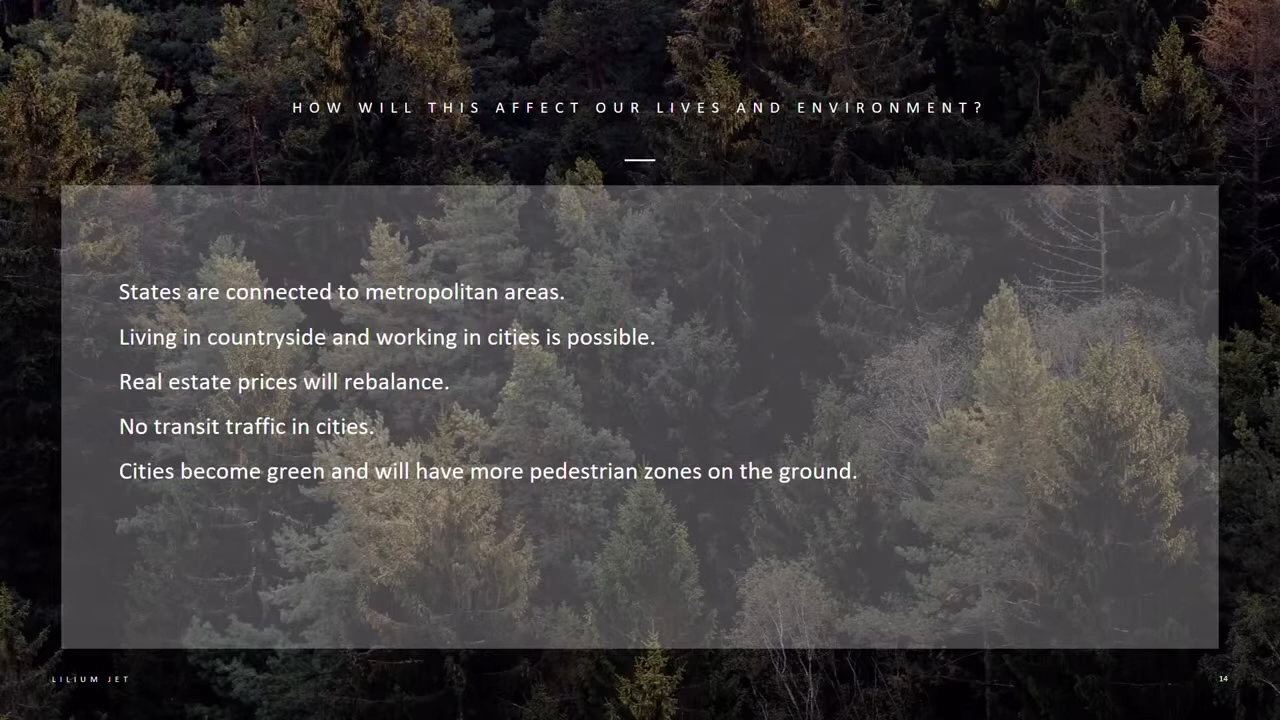 HOW WILL THIS AFFECT OUR LIVES AND ENVIRONMENT?
States are connected to metropolitan areas.
Living in countryside and working in cities is possible.
Real estate prices will rebalance.
No transit traffic in cities.
Cities become green and will have more pedestrian zones on the ground.
LILIUM JET
14